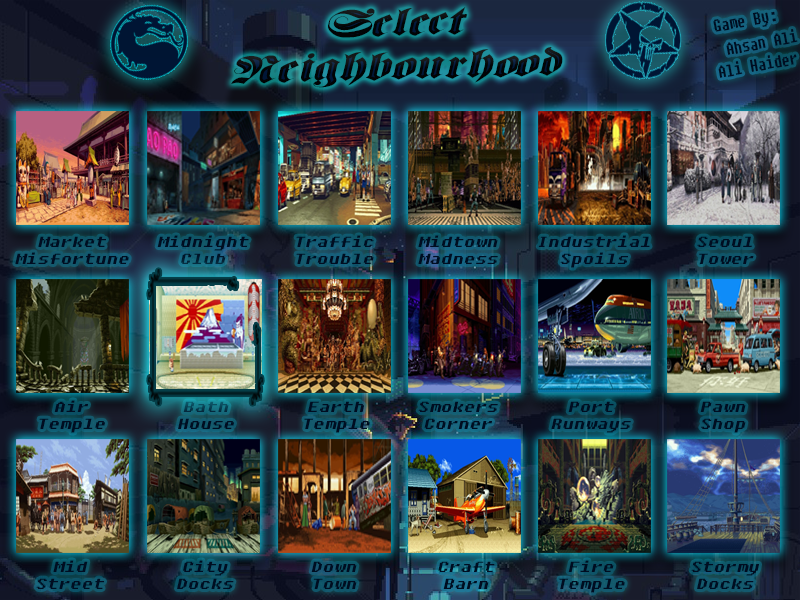 Select
Neighbourhood
Game By:
Ahsan Ali
Ali Haider
Market
Misfortune
Midnight
Club
Traffic
Trouble
Midtown
Madness
Industrial
Spoils
Seoul
Tower
Air
Temple
Bath
House
Earth
Temple
Smokers
Corner
Port
Runways
Pawn
Shop
Mid
Street
City
Docks
Down
Town
Craft
Barn
Fire
Temple
Stormy
Docks